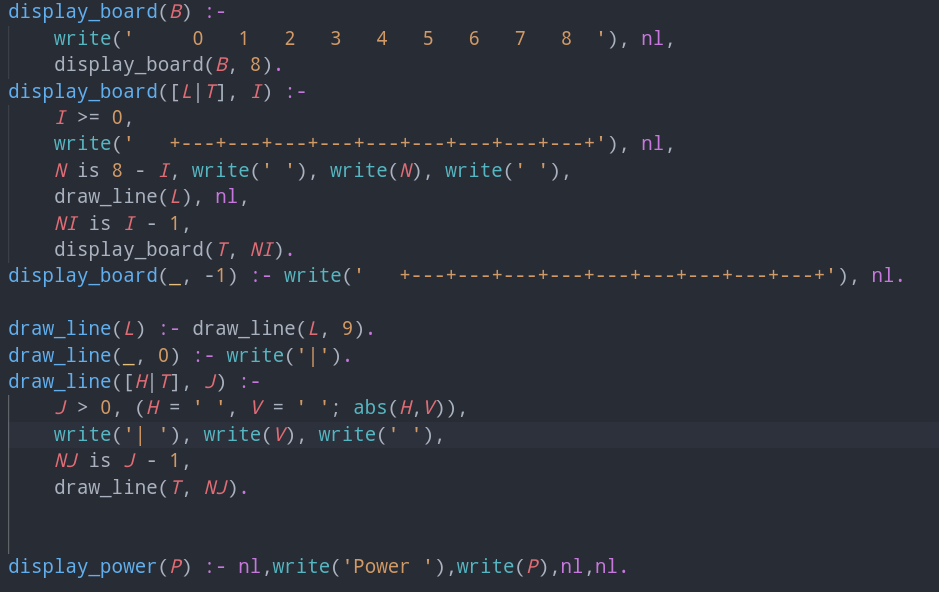 display_board(B) :-
    write('     0   1   2   3   4   5   6   7   8  '), nl,
    display_board(B, 8).
display_board([L|T], I) :-
    I >= 0,
    write('   +---+---+---+---+---+---+---+---+---+'), nl,
    N is 8 - I, write(' '), write(N), write(' '),
    draw_line(L), nl,
    NI is I - 1,
    display_board(T, NI).
display_board(_, -1) :- write('   +---+---+---+---+---+---+---+---+---+'), nl.

draw_line(L) :- draw_line(L, 9).
draw_line(_, 0) :- write('|').
draw_line([H|T], J) :-
    J > 0, (H = ' ', V = ' '; abs(H,V)),
    write('| '), write(V), write(' '),
    NJ is J - 1,
    draw_line(T, NJ).

display_power(P) :- nl,write('Power '),write(P),nl,nl.